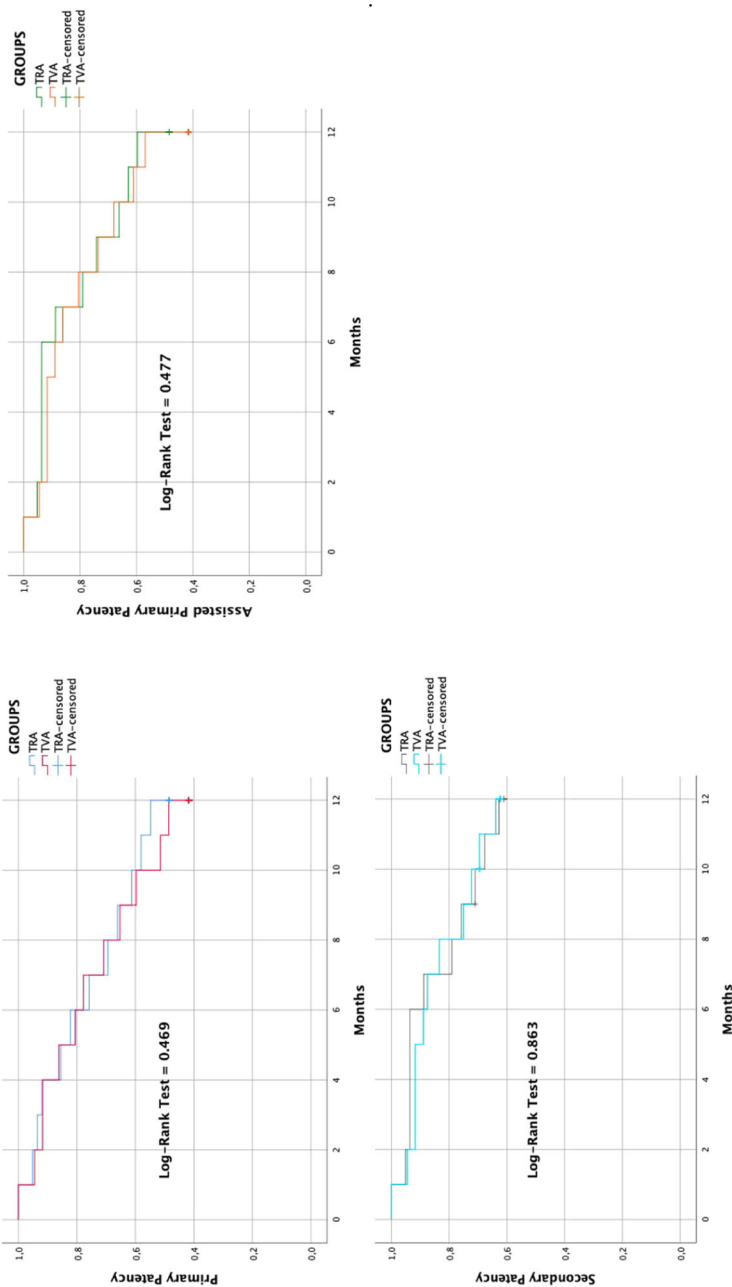 GROUPS
TRA
TVA
TRA-censored
TVA-censored
Primary Patency
1,0
0,8
0,6
0,4
0,2
0,0
Log-Rank Test = 0.469
0
2
4
6
8
10
12
Months
GROUPS
TRA
TVA
TRA-censored
TVA-censored
Assisted Primary Patency
1,0
0,8
0,6
0,4
0,2
0,0
Log-Rank Test = 0.477
0
2
4
6
8
10
12
Months
GROUPS
TRA
TVA
TRA-censored
TVA-censored
Secondary Patency
1,0
0,8
0,6
0,4
0,2
0,0
Log-Rank Test = 0.863
0
2
4
6
8
10
12
Months